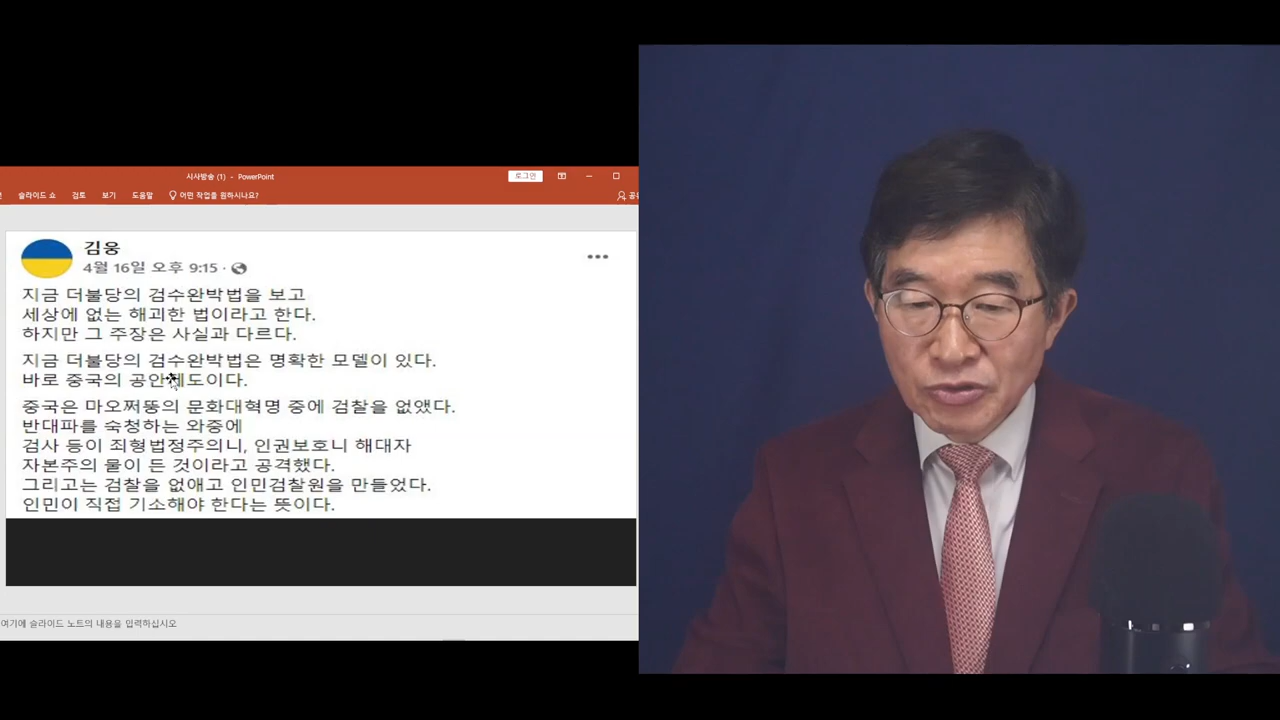 시사방송 (1) - PowerPoint
로그인
슬라이드 쇼 검토 보기 도움말 어떤 작업을 원하시나요?
김웅
4월 16일 오후 9:15 ·
지금 더불당의 검수완박법을 보고
세상에 없는 해괴한 법이라고 한다.
하지만 그 주장은 사실과 다르다.
지금 더불당의 검수완박법은 명확한 모델이 있다.
바로 중국의 공안제도이다.
중국은 마오쩌뚱의 문화대혁명 중에 검찰을 없앴다.
반대파를 숙청하는 와중에
검사 등이 죄형법정주의니, 인권보호니 해대자
자본주의 물이 든 것이라고 공격했다.
그리고는 검찰을 없애고 인민검찰원을 만들었다.
인민이 직접 기소해야 한다는 뜻이다.
여기에 슬라이드 노트의 내용을 입력하십시오